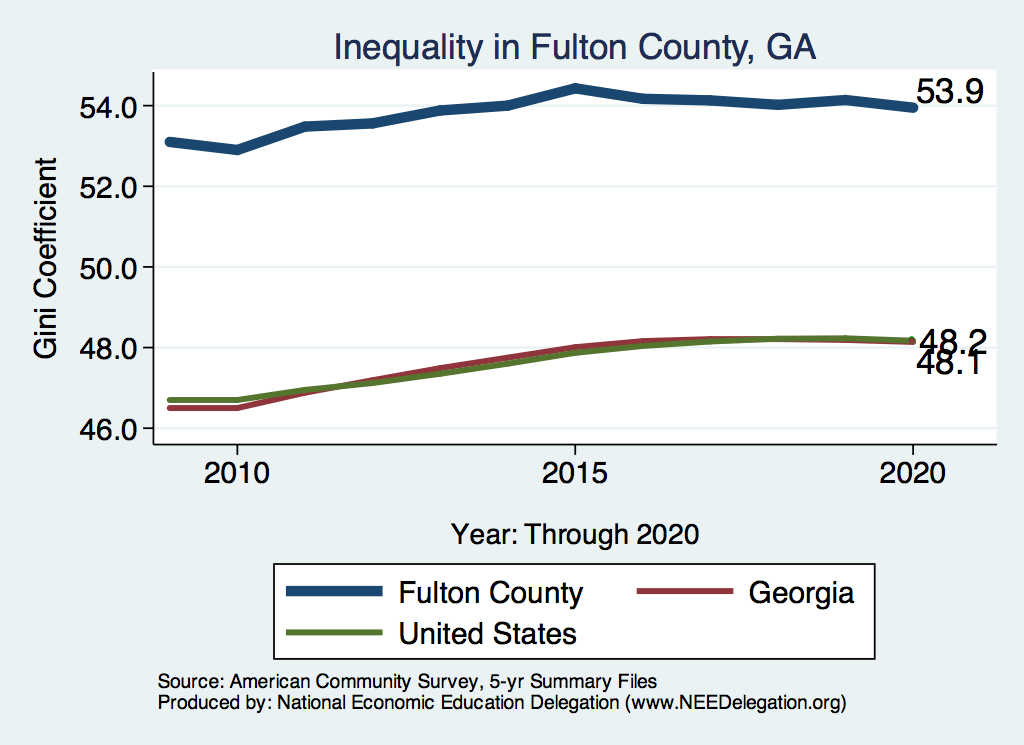 Inequality in Fulton County, GA
Gini Coefficient
54.0
52.0
50.0
48.0
46.0
53.9
48.2
48.1
2010 2015 2020
Year: Through 2020
Fulton County Georgia
United States
Source: American Community Survey, 5-yr Summary Files
Produced by: National Economic Education Delegation (www.NEEDelegation.org)